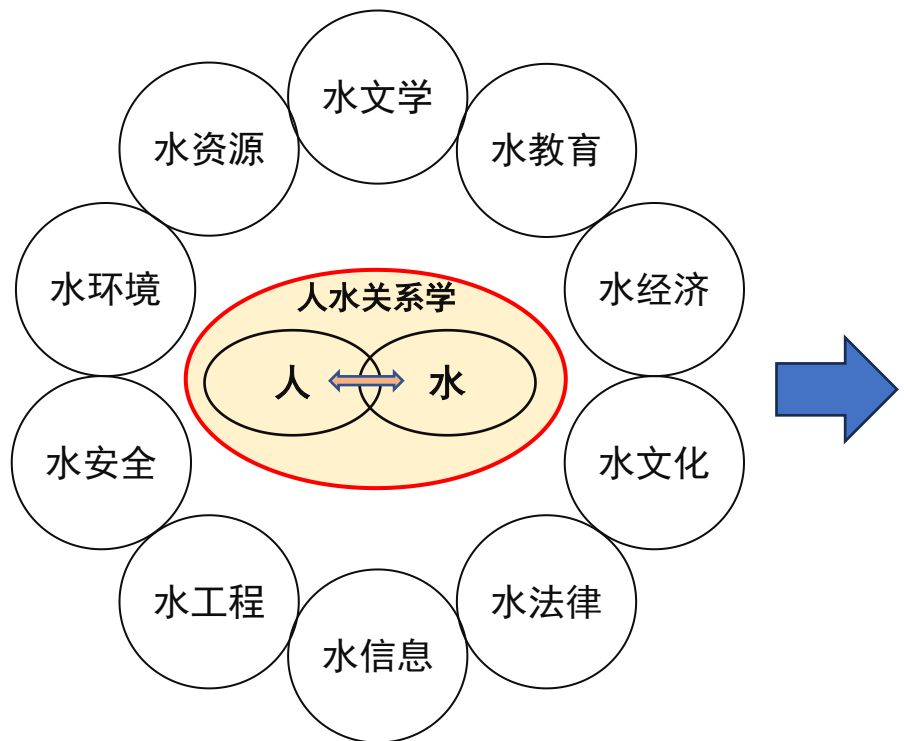 水文学
水资源
水教育
水环境
水经济
人水关系学
人
水
水安全
水文化
水工程
水法律
水信息